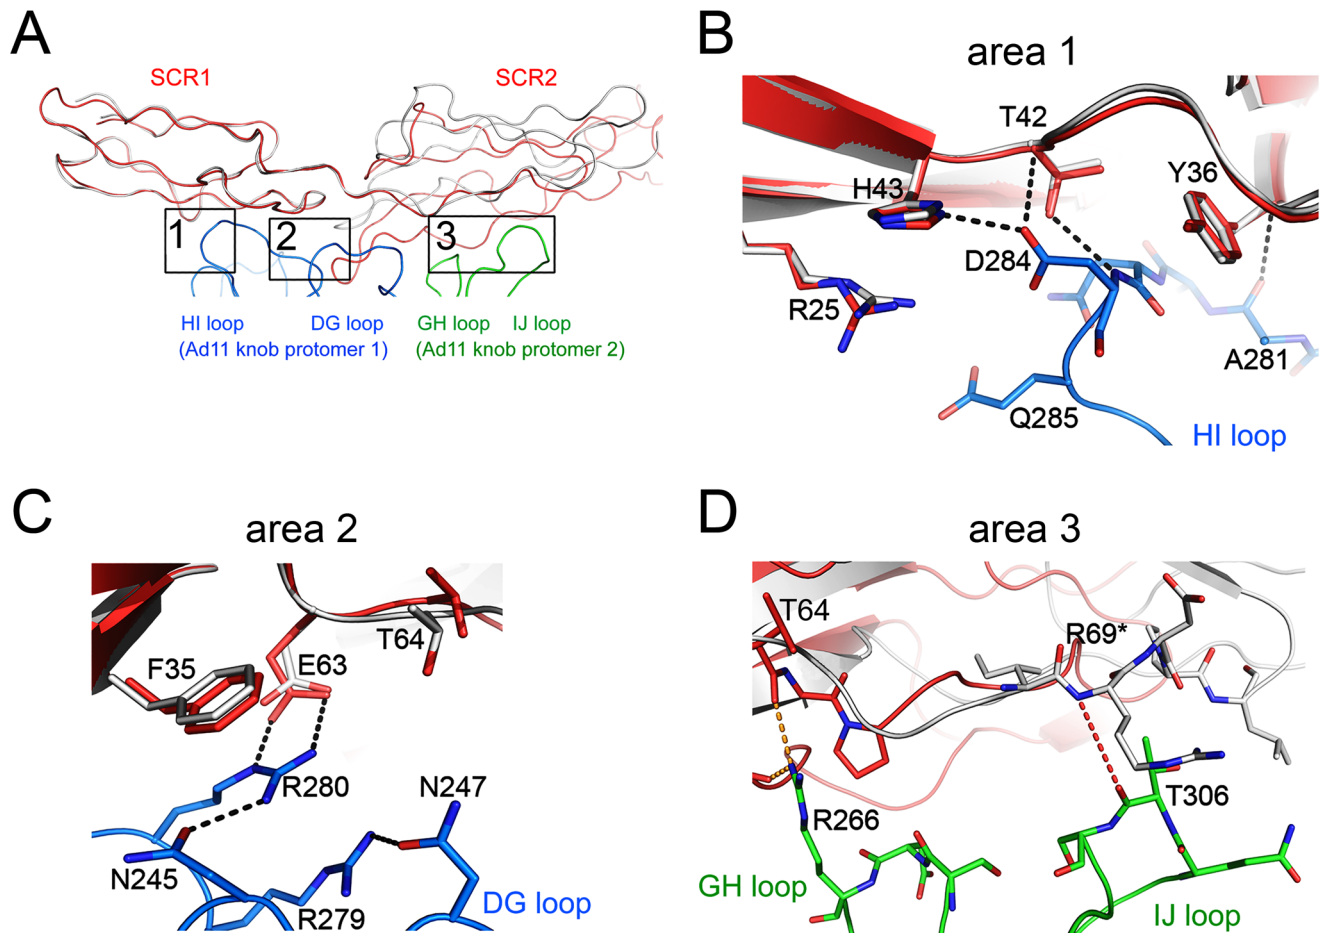 A
SCR1
SCR2
1
2
3
HI loop
DG loop
GH loop
IJ loop
(Ad11 knob protomer 1)
(Ad11 knob protomer 2)
B
area 1
T42
H43
Y36
D284
R25
A281
Q285
HI loop
C
area 2
F35
E63
T64
R280
N247
N245
R279
DG loop
D
area 3
T64
R69*
R266
T306
GH loop
IJ loop